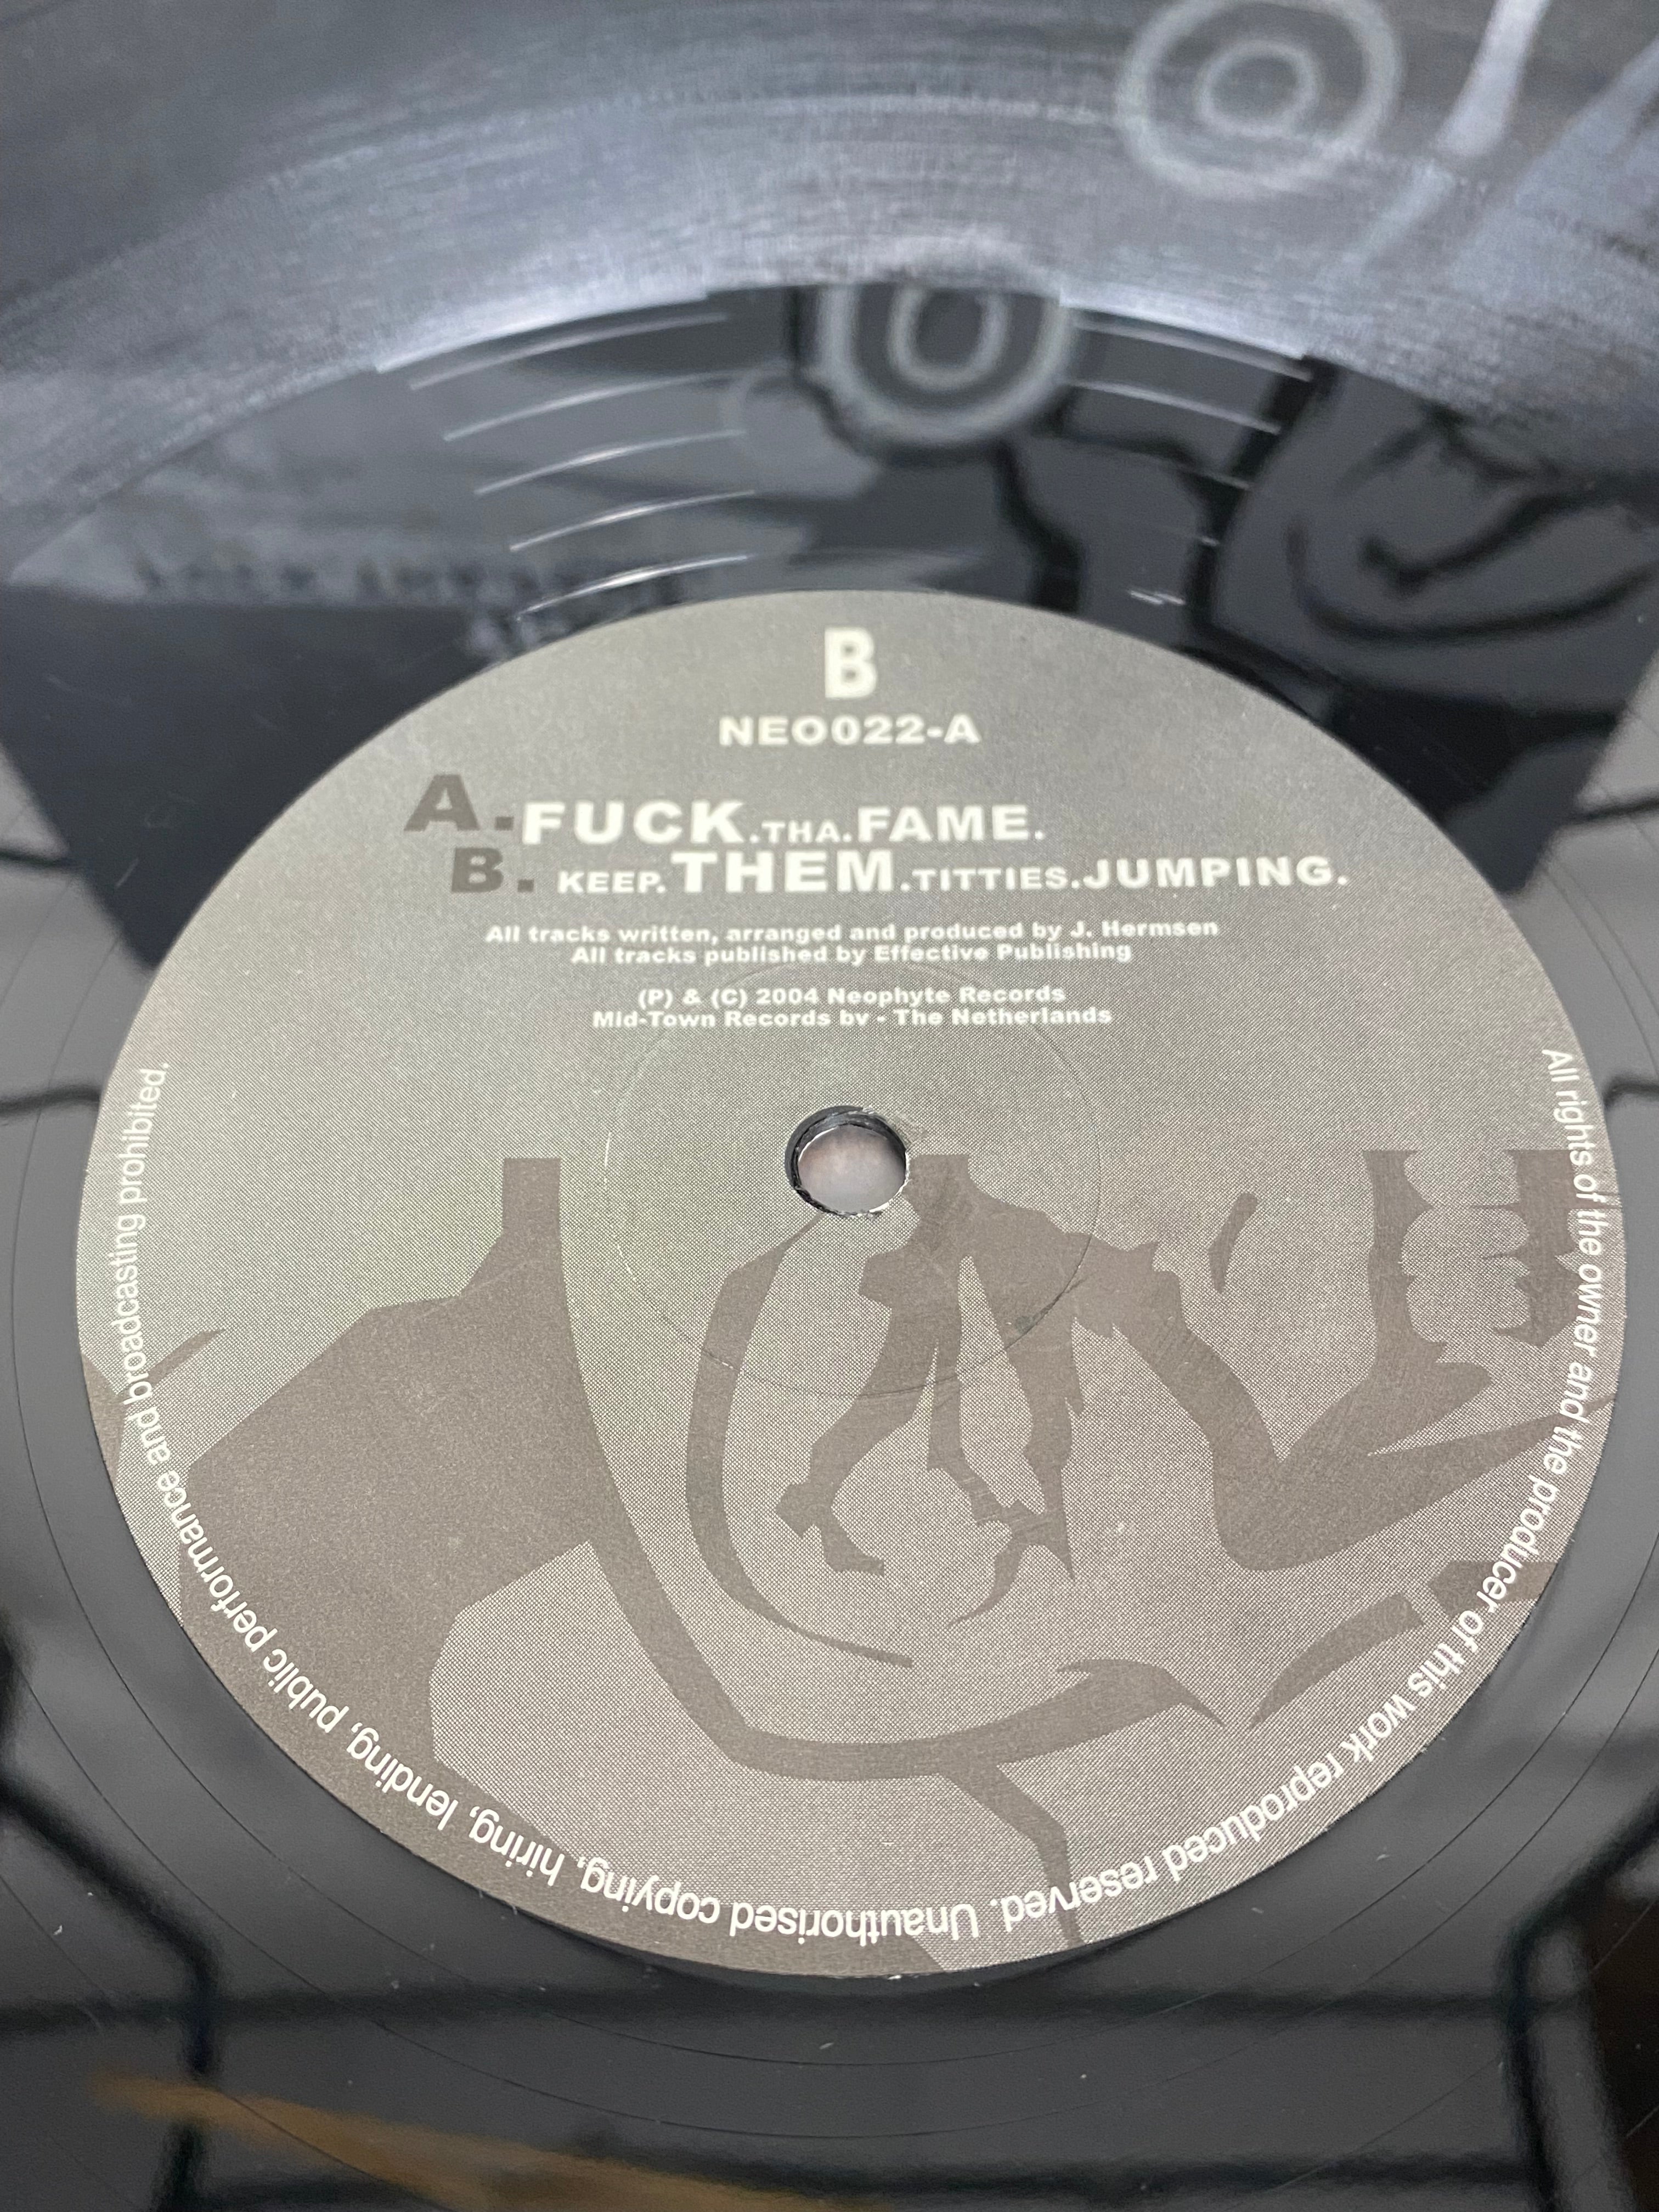 B
NEO022-A
A.FUCK.THA.FAME.
B. KEEP.THEM.TITTIES.JUMPING.
All tracks written, arranged and produced by J. Hermsen
All tracks published by Effective Publishing
(P) & (C) 2004 Neophyte Records
Mid-Town Records bv - The Netherlands
All rights of the owner and the producer of this work reproduced reserved. Unauthorised copying, hiring, lending, public performance and broadcasting prohibited.